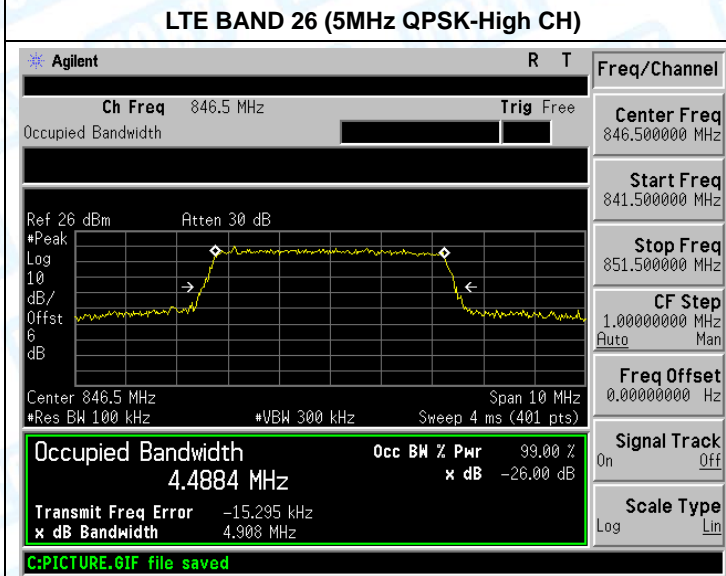 LTE BAND 26 (5MHz QPSK-High CH)
Agilent R T
Freq/Channel
Ch Freq 846.5 MHz Trig Free
Occupied Bandwidth
Center Freq
846.500000 MHz
Start Freq
841.500000 MHz
Ref 26 dBm Atten 30 dB
#Peak
Log
10
dB/
Offst
6
dB
Stop Freq
851.500000 MHz
CF Step
1.00000000 MHz
Auto Man
Freq Offset
0.00000000 Hz
Center 846.5 MHz Span 10 MHz
#Res BW 100 kHz #VBW 300 kHz Sweep 4 ms (401 pts)
Occupied Bandwidth Occ BW % Pwr 99.00 %
4.4884 MHz x dB -26.00 dB
Signal Track
On Off
Transmit Freq Error -15.295 kHz
x dB Bandwidth 4.908 MHz
Scale Type
Log Lin
C:PICTURE.GIF file saved